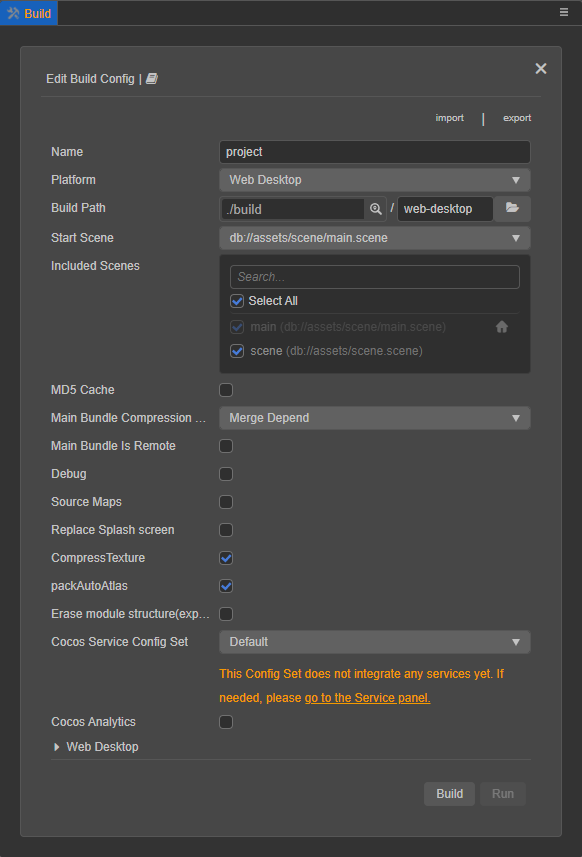 Build
Edit Build Config |
import | export
Name project
Platform Web Desktop
Build Path ./build / web-desktop
Start Scene db://assets/scene/main.scene
Included Scenes
Search...
Select All
main (db://assets/scene/main.scene)
scene (db://assets/scene.scene)
MD5 Cache
Main Bundle Compression ... Merge Depend
Main Bundle Is Remote
Debug
Source Maps
Replace Splash screen
CompressTexture
packAutoAtlas
Erase module structure(exp...
Cocos Service Config Set Default
This Config Set does not integrate any services yet. If
needed, please go to the Service panel.
Cocos Analytics
Web Desktop
Build Run